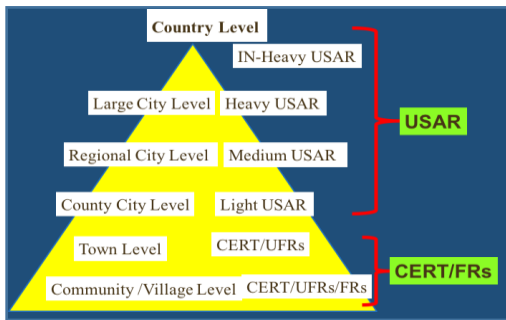 Country Level
IN-Heavy USAR
Large City Level Heavy USAR
USAR
Regional City Level Medium USAR
County City Level Light USAR
Town Level CERT/UFRs
CERT/FRs
Community /Village Level CERT/UFRs/FRs